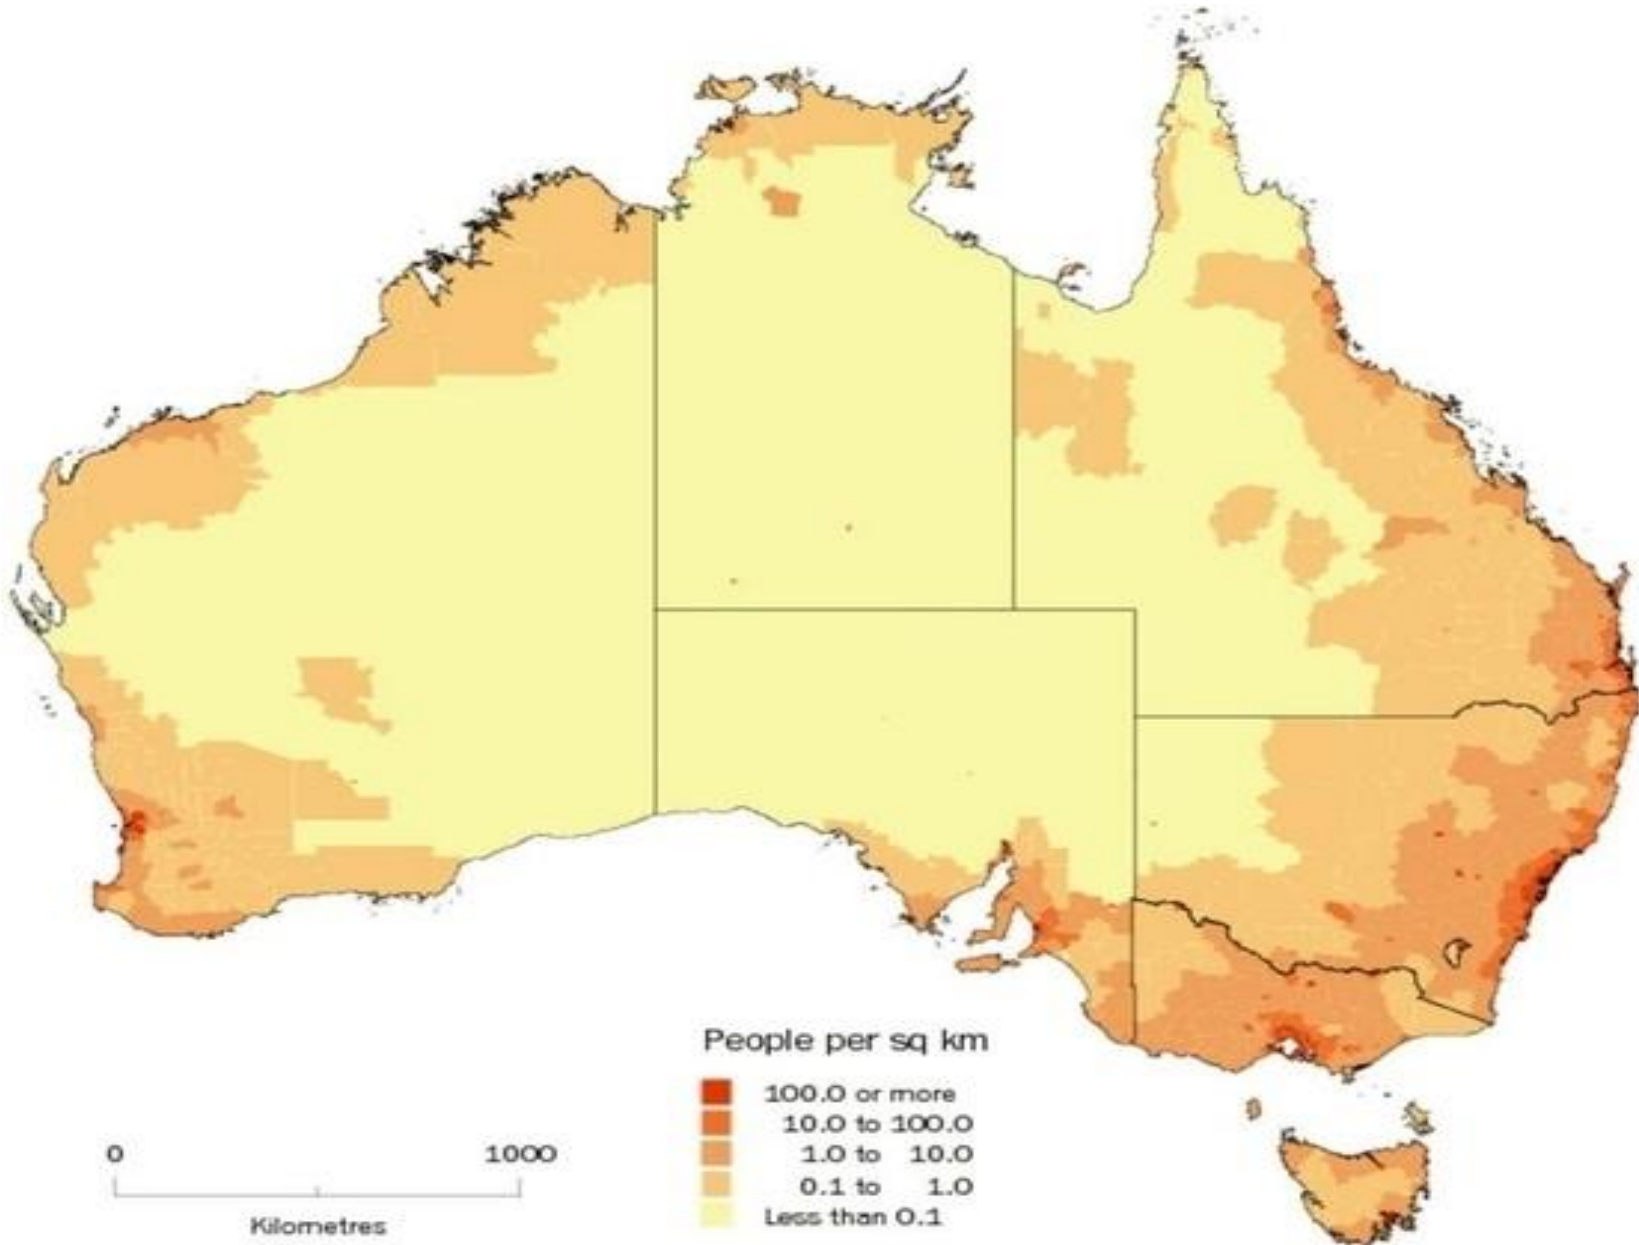 People per sq km
100.0 or more
10.0 to 100.0
1.0 to 10.0
0.1 to 1.0
Less than 0.1
0 1000
Kilometres